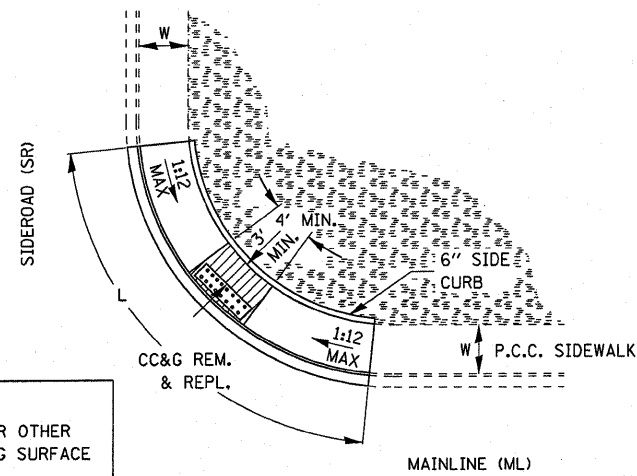 W
SIDEROAD (SR)
1:12
MAX
4' MIN.
3'
MIN.
6" SIDE
CURB
L
1:12
MAX
W P.C.C. SIDEWALK
CC&G REM.
& REPL.
R OTHER
G SURFACE
MAINLINE (ML)